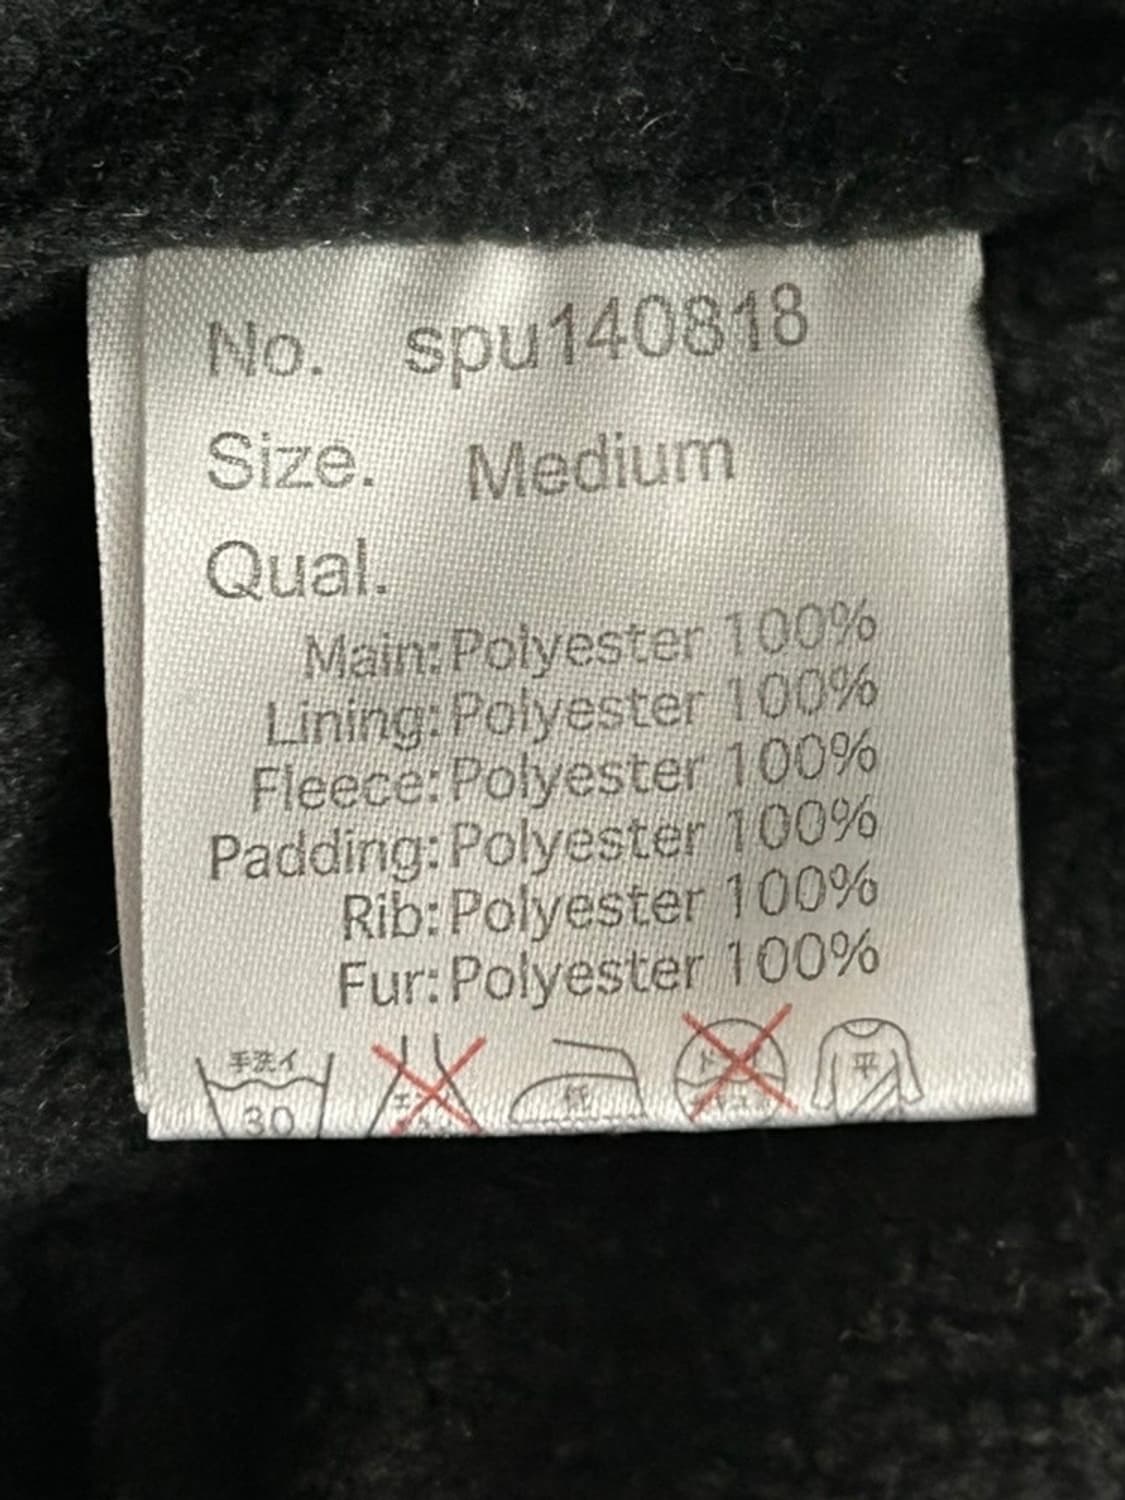 No. spu140818
Size. Medium
Qual.
Main:Polyester 100%
Lining:Polyester 100%
Fleece:Polyester 100%
Padding:Polyester 100%
Rib:Polyester 100%
Fur:Polyester 100%
手洗イ
30
低
平